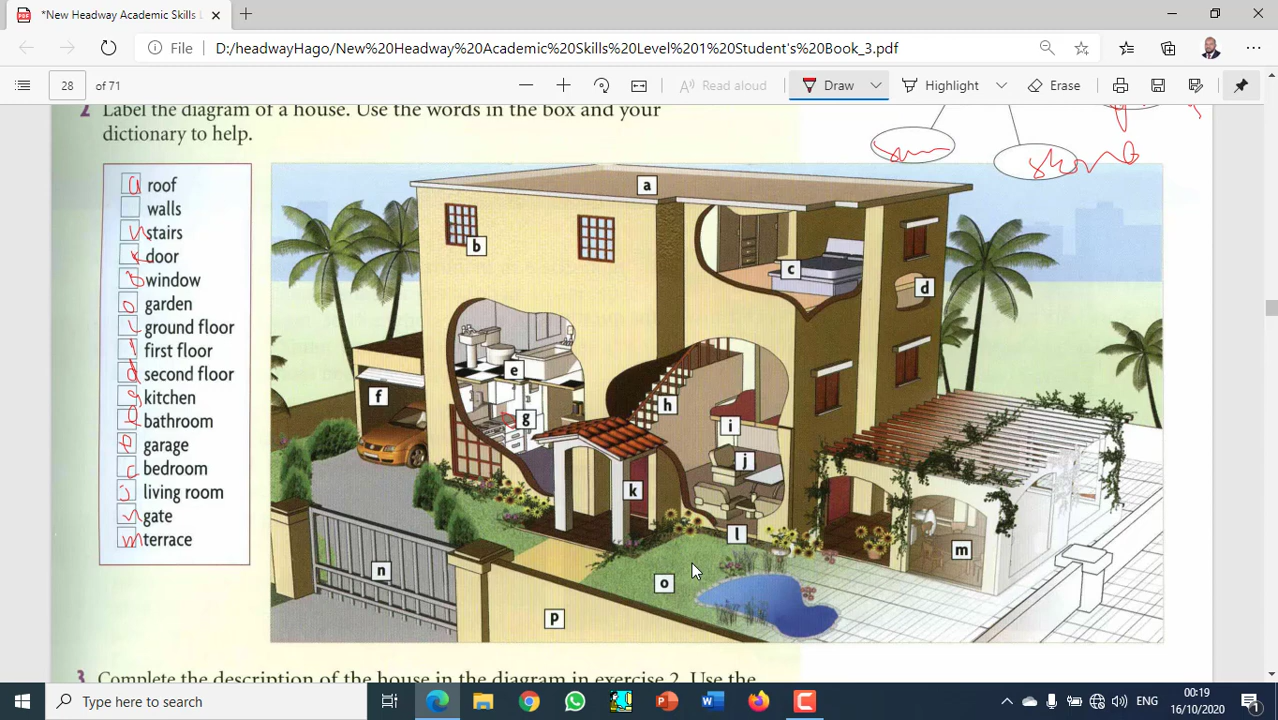 *New Headway Academic Skills L
File D:/headwayHago/New%20Headway%20Academic%20Skills%20Level%201%20Student's%20Book_3.pdf
28 of 71
Read aloud
Draw
Highlight
Erase
2 Label the diagram of a house. Use the words in the box and your
dictionary to help.
a roof
walls
h stairs
k door
b window
o garden
ground floor
first floor
d second floor
g kitchen
e bathroom
garage
c bedroom
j living room
n gate
m terrace
a
b
c
d
e
f
g
h
i
j
k
l
m
n
o
p
3 Complete the description of the house in the diagram in exercise 2. Use the
Type here to search
ENG
00:19
16/10/2020